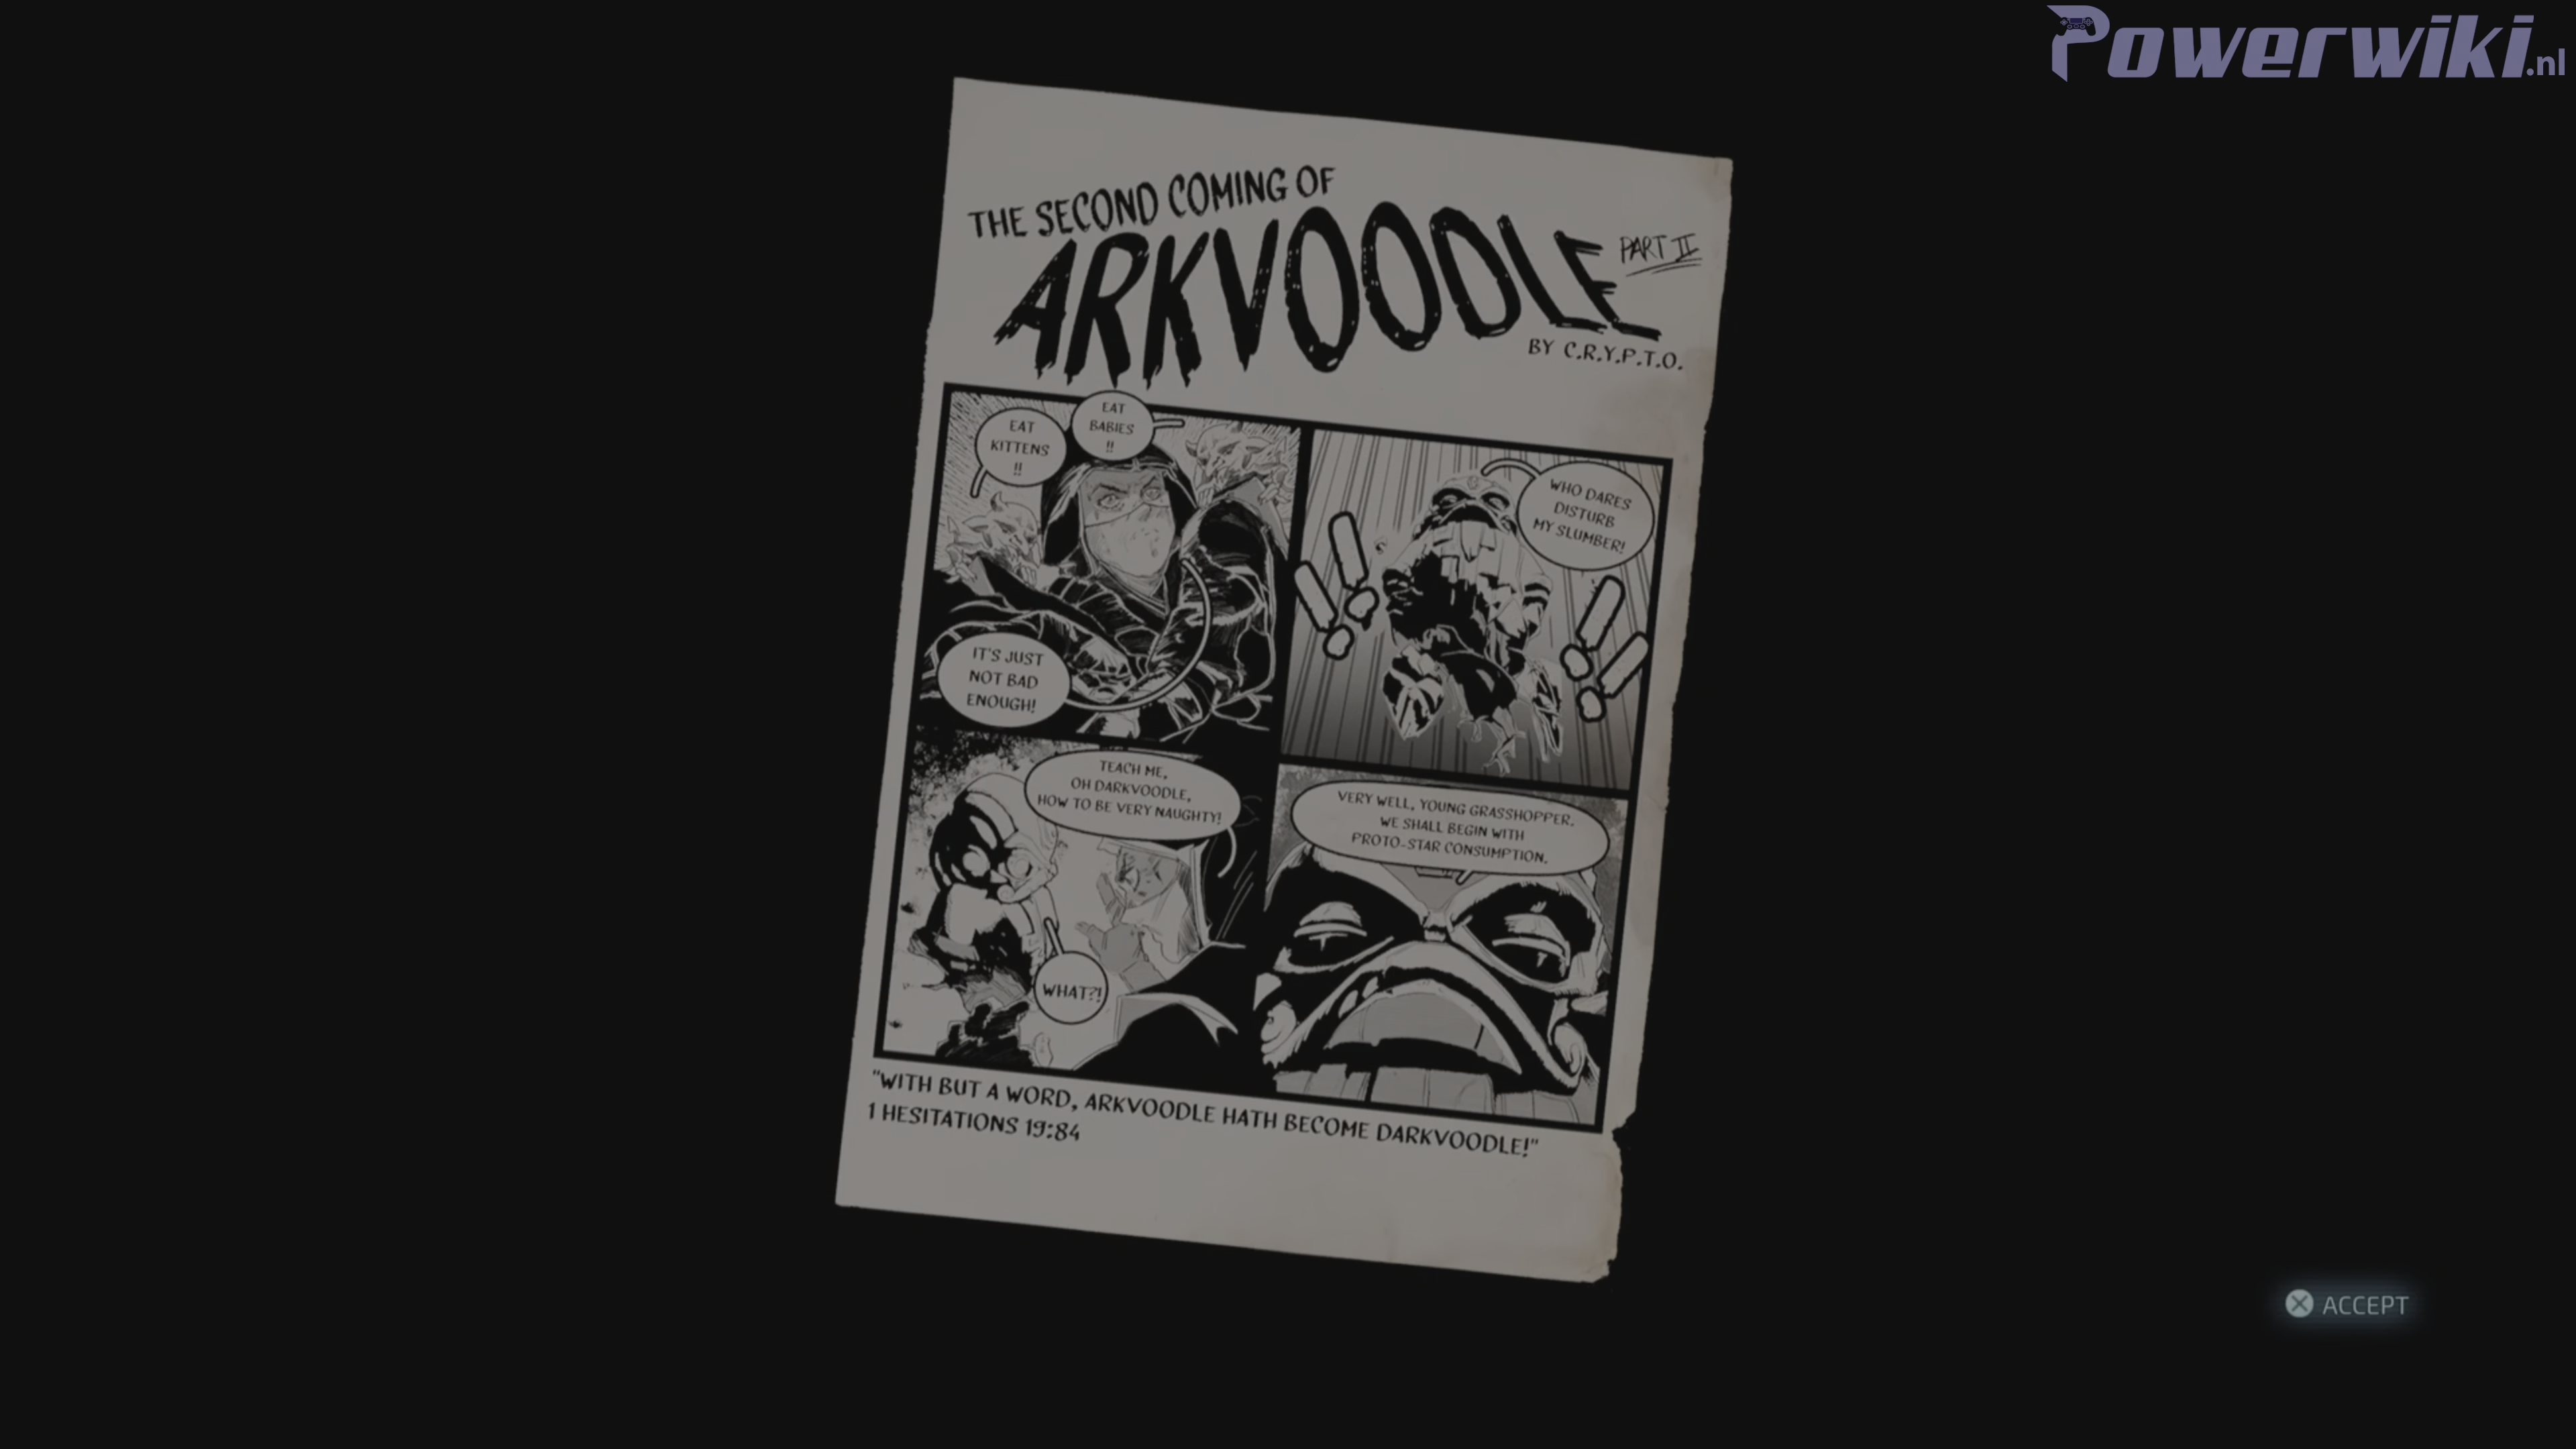 Powerwiki.nl
THE SECOND COMING OF
ARKVOODLE
PART II
BY C.R.Y.P.T.O.
EAT
KITTENS
!!
EAT
BABIES
!!
IT'S JUST
NOT BAD
ENOUGH!
WHO DARES
DISTURB
MY SLUMBER!
TEACH ME,
OH DARKVOODLE,
HOW TO BE VERY NAUGHTY!
WHAT?!
VERY WELL, YOUNG GRASSHOPPER.
WE SHALL BEGIN WITH
PROTO-STAR CONSUMPTION.
"WITH BUT A WORD, ARKVOODLE HATH BECOME DARKVOODLE!"
1 HESITATIONS 19:84
ACCEPT